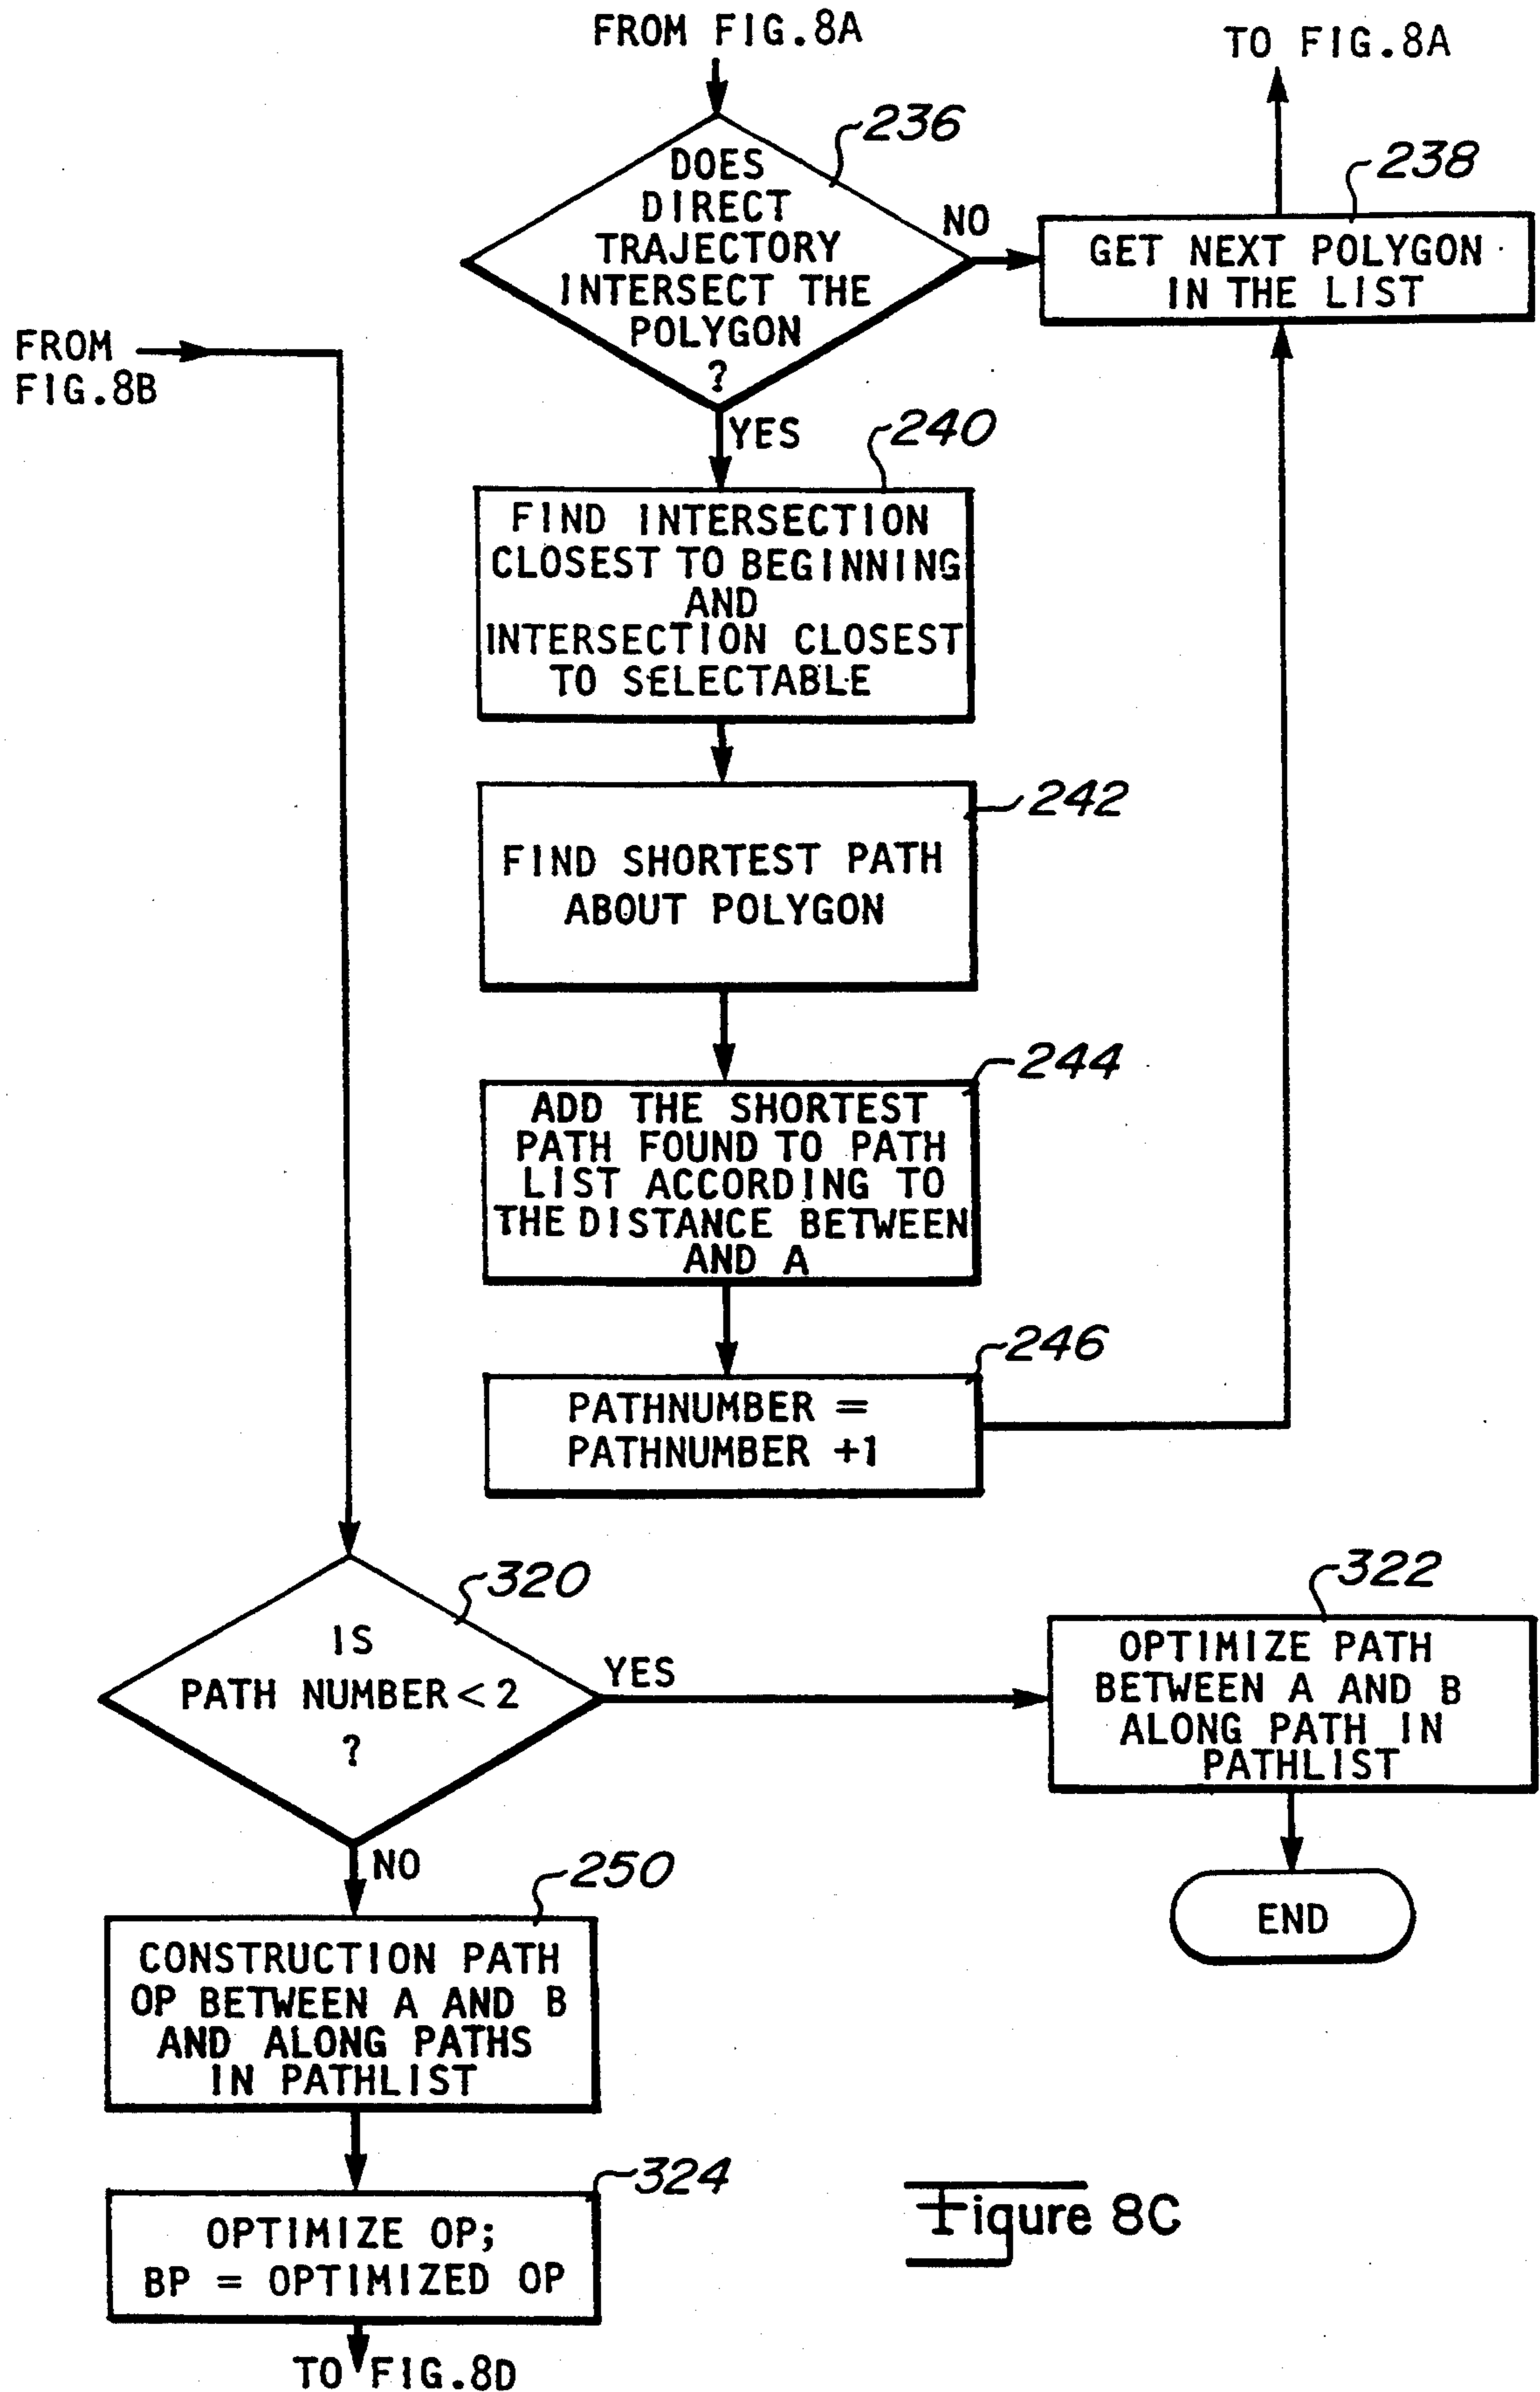 FROM FIG.8A
TO FIG.8A
236
DOES
DIRECT
TRAJECTORY
INTERSECT THE
POLYGON
?
NO
238
GET NEXT POLYGON
IN THE LIST
FROM
FIG.8B
YES
240
FIND INTERSECTION
CLOSEST TO BEGINNING
AND
INTERSECTION CLOSEST
TO SELECTABLE
242
FIND SHORTEST PATH
ABOUT POLYGON
244
ADD THE SHORTEST
PATH FOUND TO PATH
LIST ACCORDING TO
THE DISTANCE BETWEEN
AND A
246
PATHNUMBER =
PATHNUMBER +1
320
IS
PATH NUMBER < 2
?
YES
322
OPTIMIZE PATH
BETWEEN A AND B
ALONG PATH IN
PATHLIST
END
NO
250
CONSTRUCTION PATH
OP BETWEEN A AND B
AND ALONG PATHS
IN PATHLIST
324
OPTIMIZE OP;
BP = OPTIMIZED OP
TO FIG.8D
Figure 8C